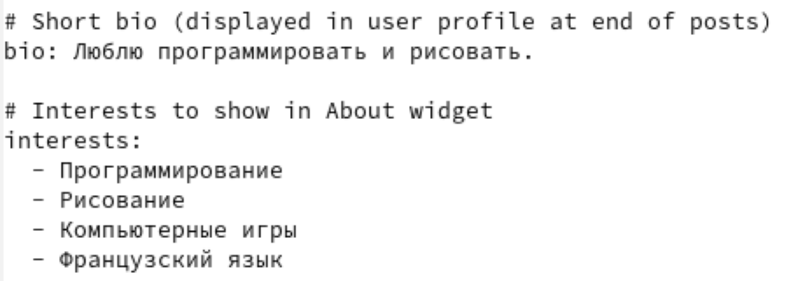 # Short bio (displayed in user profile at end of posts)
bio: Люблю программировать и рисовать.
# Interests to show in About widget
interests:
  - Программирование
  - Рисование
  - Компьютерные игры
  - Французский язык